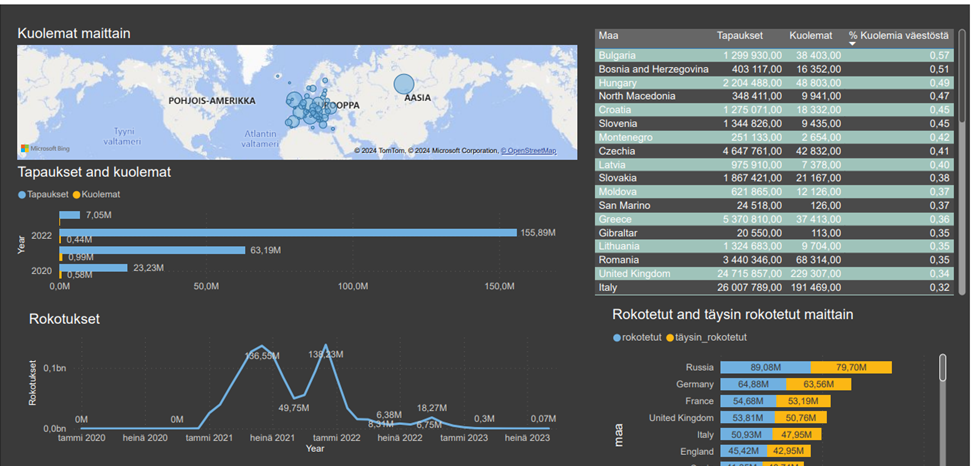 Kuolemat maittain
POHJOIS-AMERIKKA
EUROOPPA
AASIA
Tyyni
valtameri
Atlantin
valtameri
Microsoft Bing
© 2024 TomTom, © 2024 Microsoft Corporation, © OpenStreetMap
Tapaukset and kuolemat
Tapaukset Kuolemat
Year
7,05M
2022
155,89M
0,44M
63,19M
0,99M
2020
23,23M
0,58M
0,0M 50,0M 100,0M 150,0M
Rokotukset
Rokotukset
0,1bn
0,0bn
0M 0M 136,55M 49,75M 138,23M 8,31M 6,38M 6,75M 18,27M 0,3M 0,07M
tammi 2020 heinä 2020 tammi 2021 heinä 2021 tammi 2022 heinä 2022 tammi 2023 heinä 2023
Year
Maa Tapaukset Kuolemat % Kuolemia väestöstä
Bulgaria 1 299 930,00 38 403,00 0,57
Bosnia and Herzegovina 403 117,00 16 352,00 0,51
Hungary 2 204 488,00 48 803,00 0,49
North Macedonia 348 411,00 9 941,00 0,47
Croatia 1 275 071,00 18 332,00 0,45
Slovenia 1 344 826,00 9 435,00 0,45
Montenegro 251 133,00 2 654,00 0,42
Czechia 4 647 761,00 42 832,00 0,41
Latvia 975 910,00 7 378,00 0,40
Slovakia 1 867 421,00 21 167,00 0,38
Moldova 621 865,00 12 126,00 0,37
San Marino 24 518,00 126,00 0,37
Greece 5 370 810,00 37 413,00 0,36
Gibraltar 20 550,00 113,00 0,35
Lithuania 1 324 683,00 9 704,00 0,35
Romania 3 440 346,00 68 314,00 0,35
United Kingdom 24 715 857,00 229 307,00 0,34
Italy 26 007 789,00 191 469,00 0,32
Rokotetut and täysin rokotetut maittain
rokotetut täysin_rokotetut
maa
Russia 89,08M 79,70M
Germany 64,88M 63,56M
France 54,68M 53,19M
United Kingdom 53,81M 50,76M
Italy 50,93M 47,95M
England 45,42M 42,95M